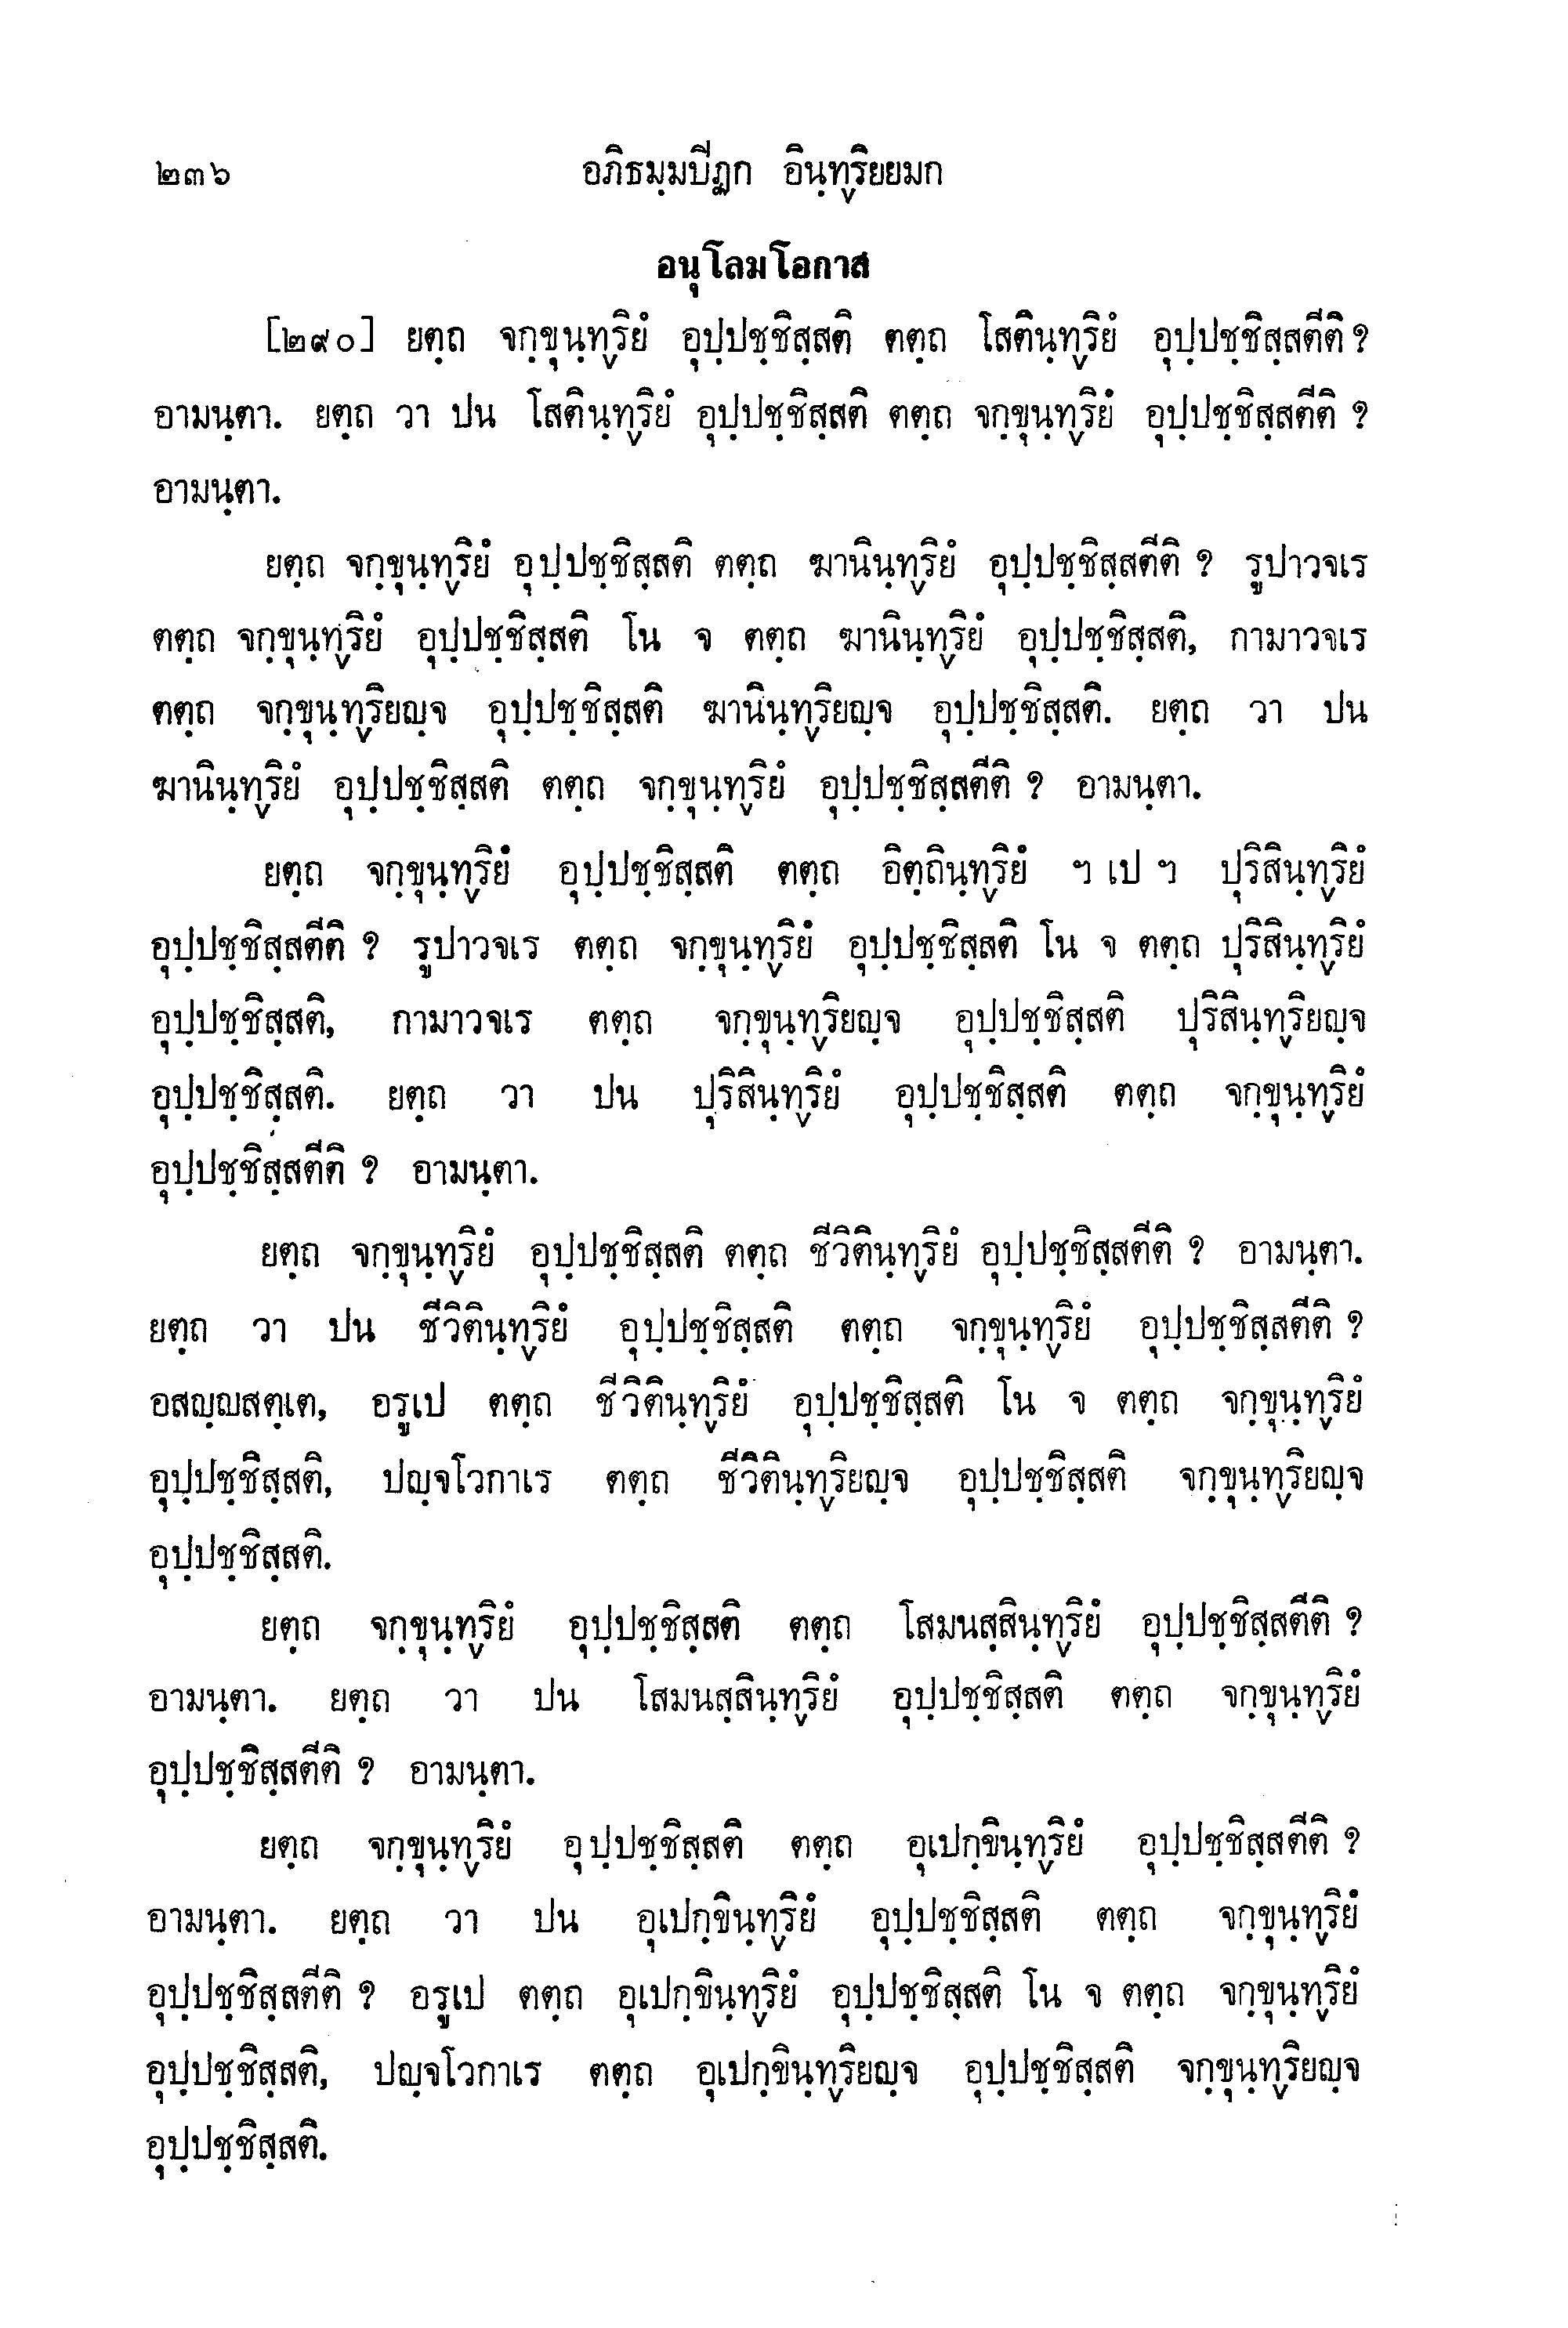 ๒๓๖ อภิธมฺมปีฏก อินฺทฺริยยมก
อนุโลมโอกาส
[๒๙๐] ยตฺถ จกฺขุนฺทฺริยํ อุปฺปชฺชิสฺสติ ตตฺถ โสตินฺทฺริยํ อุปฺปชฺชิสฺสตีติ ?
อามนฺตา. ยตฺถ วา ปน โสตินฺทฺริยํ อุปฺปชฺชิสฺสติ ตตฺถ จกฺขุนฺทฺริยํ อุปฺปชฺชิสฺสตีติ ?
อามนฺตา.
ยตฺถ จกฺขุนฺทฺริยํ อุปฺปชฺชิสฺสติ ตตฺถ ฆานินฺทฺริยํ อุปฺปชฺชิสฺสตีติ ? รูปาวจเร
ตตฺถ จกฺขุนฺทฺริยํ อุปฺปชฺชิสฺสติ โน จ ตตฺถ ฆานินฺทฺริยํ อุปฺปชฺชิสฺสติ, กามาวจเร
ตตฺถ จกฺขุนฺทฺริยญฺจ อุปฺปชฺชิสฺสติ ฆานินฺทฺริยญฺจ อุปฺปชฺชิสฺสติ. ยตฺถ วา ปน
ฆานินฺทฺริยํ อุปฺปชฺชิสฺสติ ตตฺถ จกฺขุนฺทฺริยํ อุปฺปชฺชิสฺสตีติ ? อามนฺตา.
ยตฺถ จกฺขุนฺทฺริยํ อุปฺปชฺชิสฺสติ ตตฺถ อิตฺถินฺทฺริยํ ฯ เป ฯ ปุริสินฺทฺริยํ
อุปฺปชฺชิสฺสตีติ ? รูปาวจเร ตตฺถ จกฺขุนฺทฺริยํ อุปฺปชฺชิสฺสติ โน จ ตตฺถ ปุริสินฺทฺริยํ
อุปฺปชฺชิสฺสติ, กามาวจเร ตตฺถ จกฺขุนฺทฺริยญฺจ อุปฺปชฺชิสฺสติ ปุริสินฺทฺริยญฺจ
อุปฺปชฺชิสฺสติ. ยตฺถ วา ปน ปุริสินฺทฺริยํ อุปฺปชฺชิสฺสติ ตตฺถ จกฺขุนฺทฺริยํ
อุปฺปชฺชิสฺสตีติ ? อามนฺตา.
ยตฺถ จกฺขุนฺทฺริยํ อุปฺปชฺชิสฺสติ ตตฺถ ชีวิตินฺทฺริยํ อุปฺปชฺชิสฺสตีติ ? อามนฺตา.
ยตฺถ วา ปน ชีวิตินฺทฺริยํ อุปฺปชฺชิสฺสติ ตตฺถ จกฺขุนฺทฺริยํ อุปฺปชฺชิสฺสตีติ ?
อสญฺญสตฺเต, อรูเป ตตฺถ ชีวิตินฺทฺริยํ อุปฺปชฺชิสฺสติ โน จ ตตฺถ จกฺขุนฺทฺริยํ
อุปฺปชฺชิสฺสติ, ปญฺจโวกาเร ตตฺถ ชีวิตินฺทฺริยญฺจ อุปฺปชฺชิสฺสติ จกฺขุนฺทฺริยญฺจ
อุปฺปชฺชิสฺสติ.
ยตฺถ จกฺขุนฺทฺริยํ อุปฺปชฺชิสฺสติ ตตฺถ โสมนสฺสินฺทฺริยํ อุปฺปชฺชิสฺสตีติ ?
อามนฺตา. ยตฺถ วา ปน โสมนสฺสินฺทฺริยํ อุปฺปชฺชิสฺสติ ตตฺถ จกฺขุนฺทฺริยํ
อุปฺปชฺชิสฺสตีติ ? อามนฺตา.
ยตฺถ จกฺขุนฺทฺริยํ อุปฺปชฺชิสฺสติ ตตฺถ อุเปกฺขินฺทฺริยํ อุปฺปชฺชิสฺสตีติ ?
อามนฺตา. ยตฺถ วา ปน อุเปกฺขินฺทฺริยํ อุปฺปชฺชิสฺสติ ตตฺถ จกฺขุนฺทฺริยํ
อุปฺปชฺชิสฺสตีติ ? อรูเป ตตฺถ อุเปกฺขินฺทฺริยํ อุปฺปชฺชิสฺสติ โน จ ตตฺถ จกฺขุนฺทฺริยํ
อุปฺปชฺชิสฺสติ, ปญฺจโวกาเร ตตฺถ อุเปกฺขินฺทฺริยญฺจ อุปฺปชฺชิสฺสติ จกฺขุนฺทฺริยญฺจ
อุปฺปชฺชิสฺสติ.